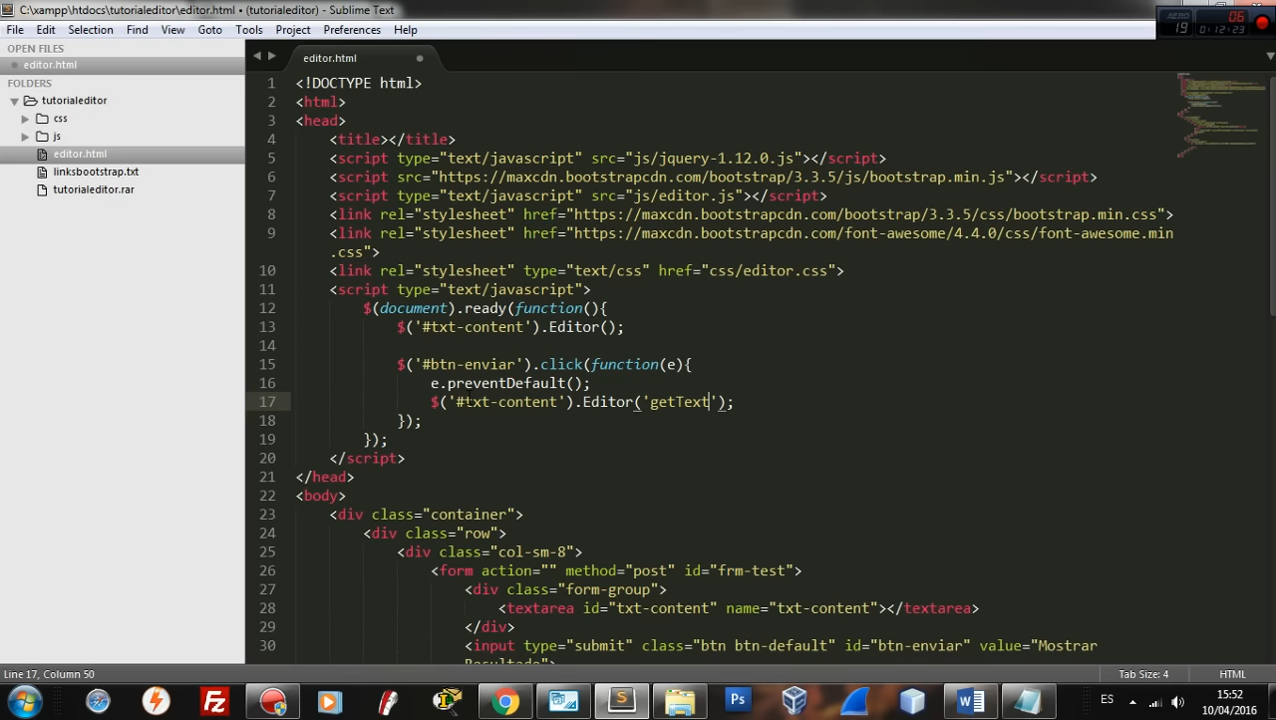 C:\xampp\htdocs\tutorialeditor\editor.html • (tutorialeditor) - Sublime Text
AERO 19 06 0:12:23
File Edit Selection Find View Goto Tools Project Preferences Help
OPEN FILES
editor.html
FOLDERS
tutorialeditor
css
js
editor.html
linksbootstrap.txt
tutorialeditor.rar
editor.html
1 <!DOCTYPE html>
2 <html>
3 <head>
4 <title></title>
5 <script type="text/javascript" src="js/jquery-1.12.0.js"></script>
6 <script src="https://maxcdn.bootstrapcdn.com/bootstrap/3.3.5/js/bootstrap.min.js"></script>
7 <script type="text/javascript" src="js/editor.js"></script>
8 <link rel="stylesheet" href="https://maxcdn.bootstrapcdn.com/bootstrap/3.3.5/css/bootstrap.min.css">
9 <link rel="stylesheet" href="https://maxcdn.bootstrapcdn.com/font-awesome/4.4.0/css/font-awesome.min
.css">
10 <link rel="stylesheet" type="text/css" href="css/editor.css">
11 <script type="text/javascript">
12 $(document).ready(function(){
13 $('#txt-content').Editor();
14
15 $('#btn-enviar').click(function(e){
16 e.preventDefault();
17 $('#txt-content').Editor('getText');
18 });
19 });
20 </script>
21 </head>
22 <body>
23 <div class="container">
24 <div class="row">
25 <div class="col-sm-8">
26 <form action="" method="post" id="frm-test">
27 <div class="form-group">
28 <textarea id="txt-content" name="txt-content"></textarea>
29 </div>
30 <input type="submit" class="btn btn-default" id="btn-enviar" value="Mostrar
Resultado">
Line 17, Column 50 Tab Size: 4 HTML
ES 15:52
10/04/2016